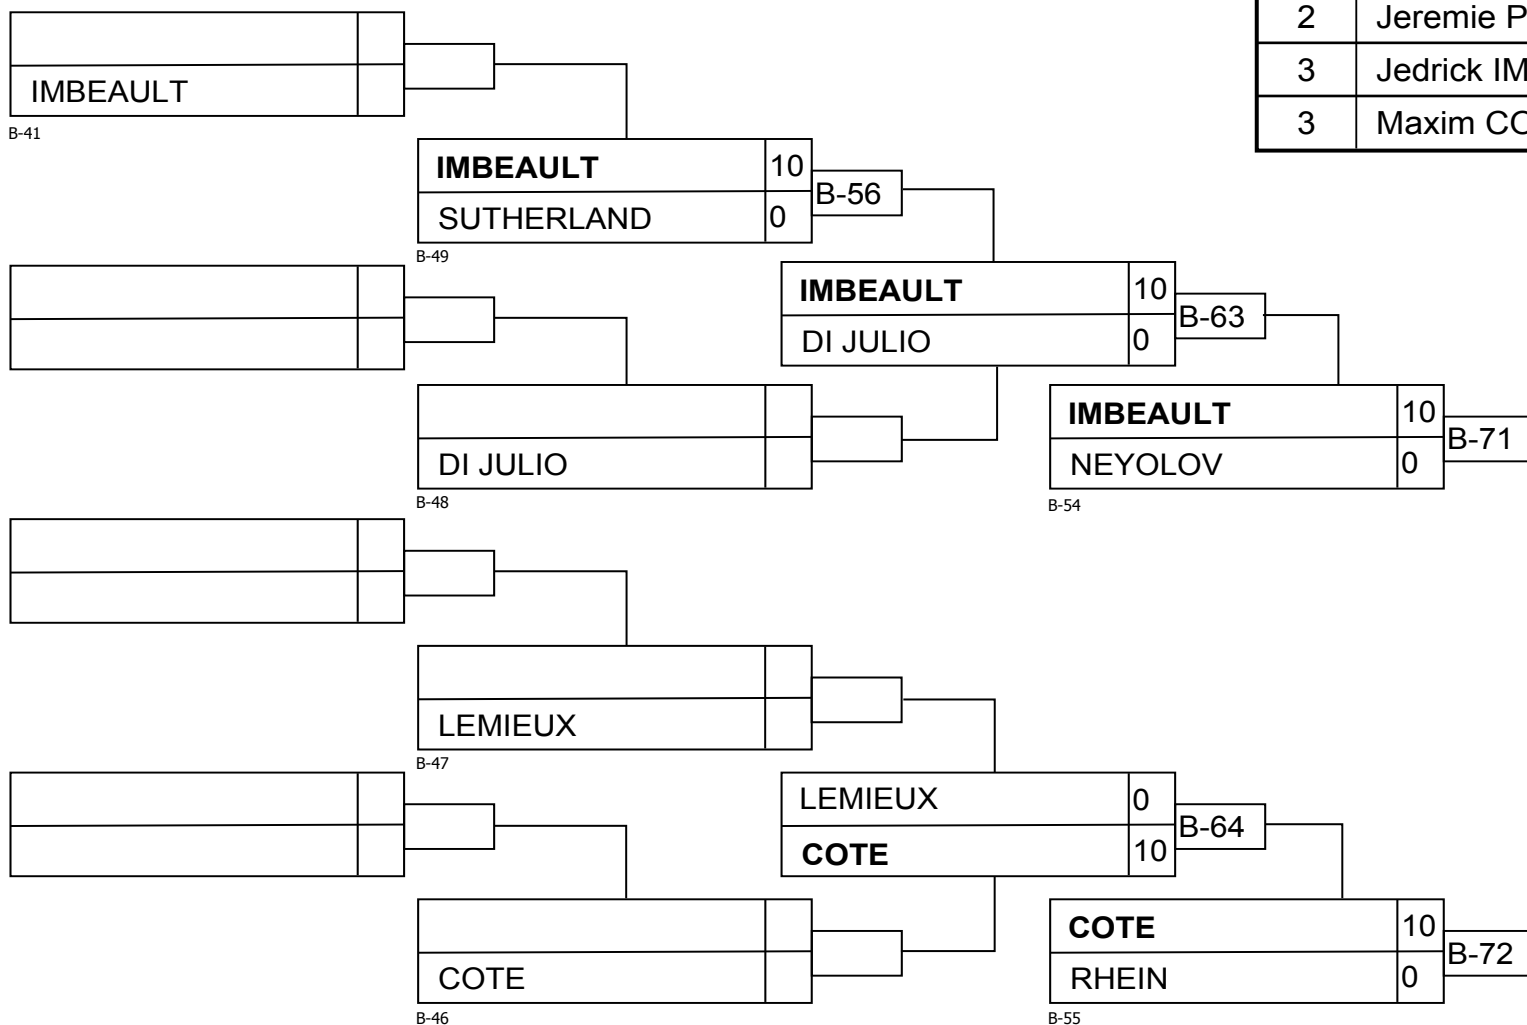 2 Jeremie P
3 Jedrick IM
3 Maxim CO
IMBEAULT
B-41
IMBEAULT 10
B-56
SUTHERLAND 0
B-49
IMBEAULT 10
B-63
DI JULIO 0
IMBEAULT 10
B-71
NEYOLOV 0
B-54
DI JULIO
B-48
LEMIEUX
B-47
LEMIEUX 0
B-64
COTE 10
COTE 10
B-72
RHEIN 0
B-55
COTE
B-46